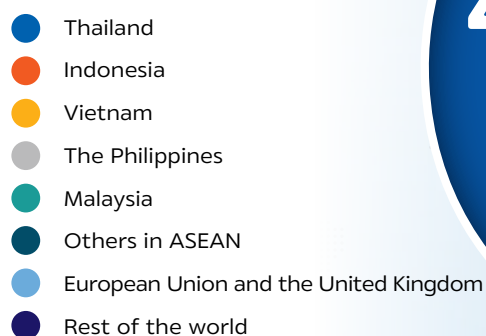 Thailand
Indonesia
Vietnam
The Philippines
Malaysia
Others in ASEAN
European Union and the United Kingdom
Rest of the world